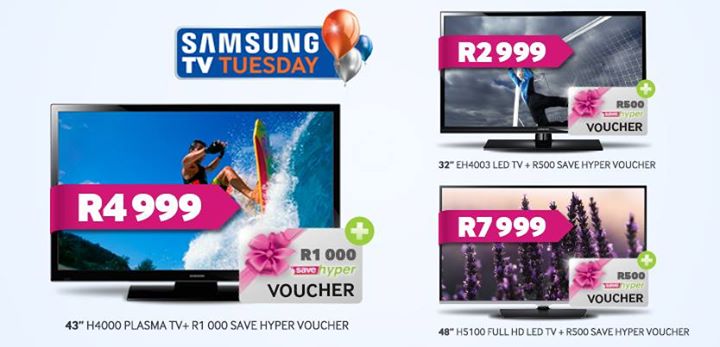 SAMSUNG
TV TUESDAY
R4 999
R1 000
save hyper
VOUCHER
43" H4000 PLASMA TV+ R1 000 SAVE HYPER VOUCHER
R2 999
R500
save hyper
VOUCHER
32" EH4003 LED TV + R500 SAVE HYPER VOUCHER
R7 999
R500
save hyper
VOUCHER
48" H5100 FULL HD LED TV + R500 SAVE HYPER VOUCHER